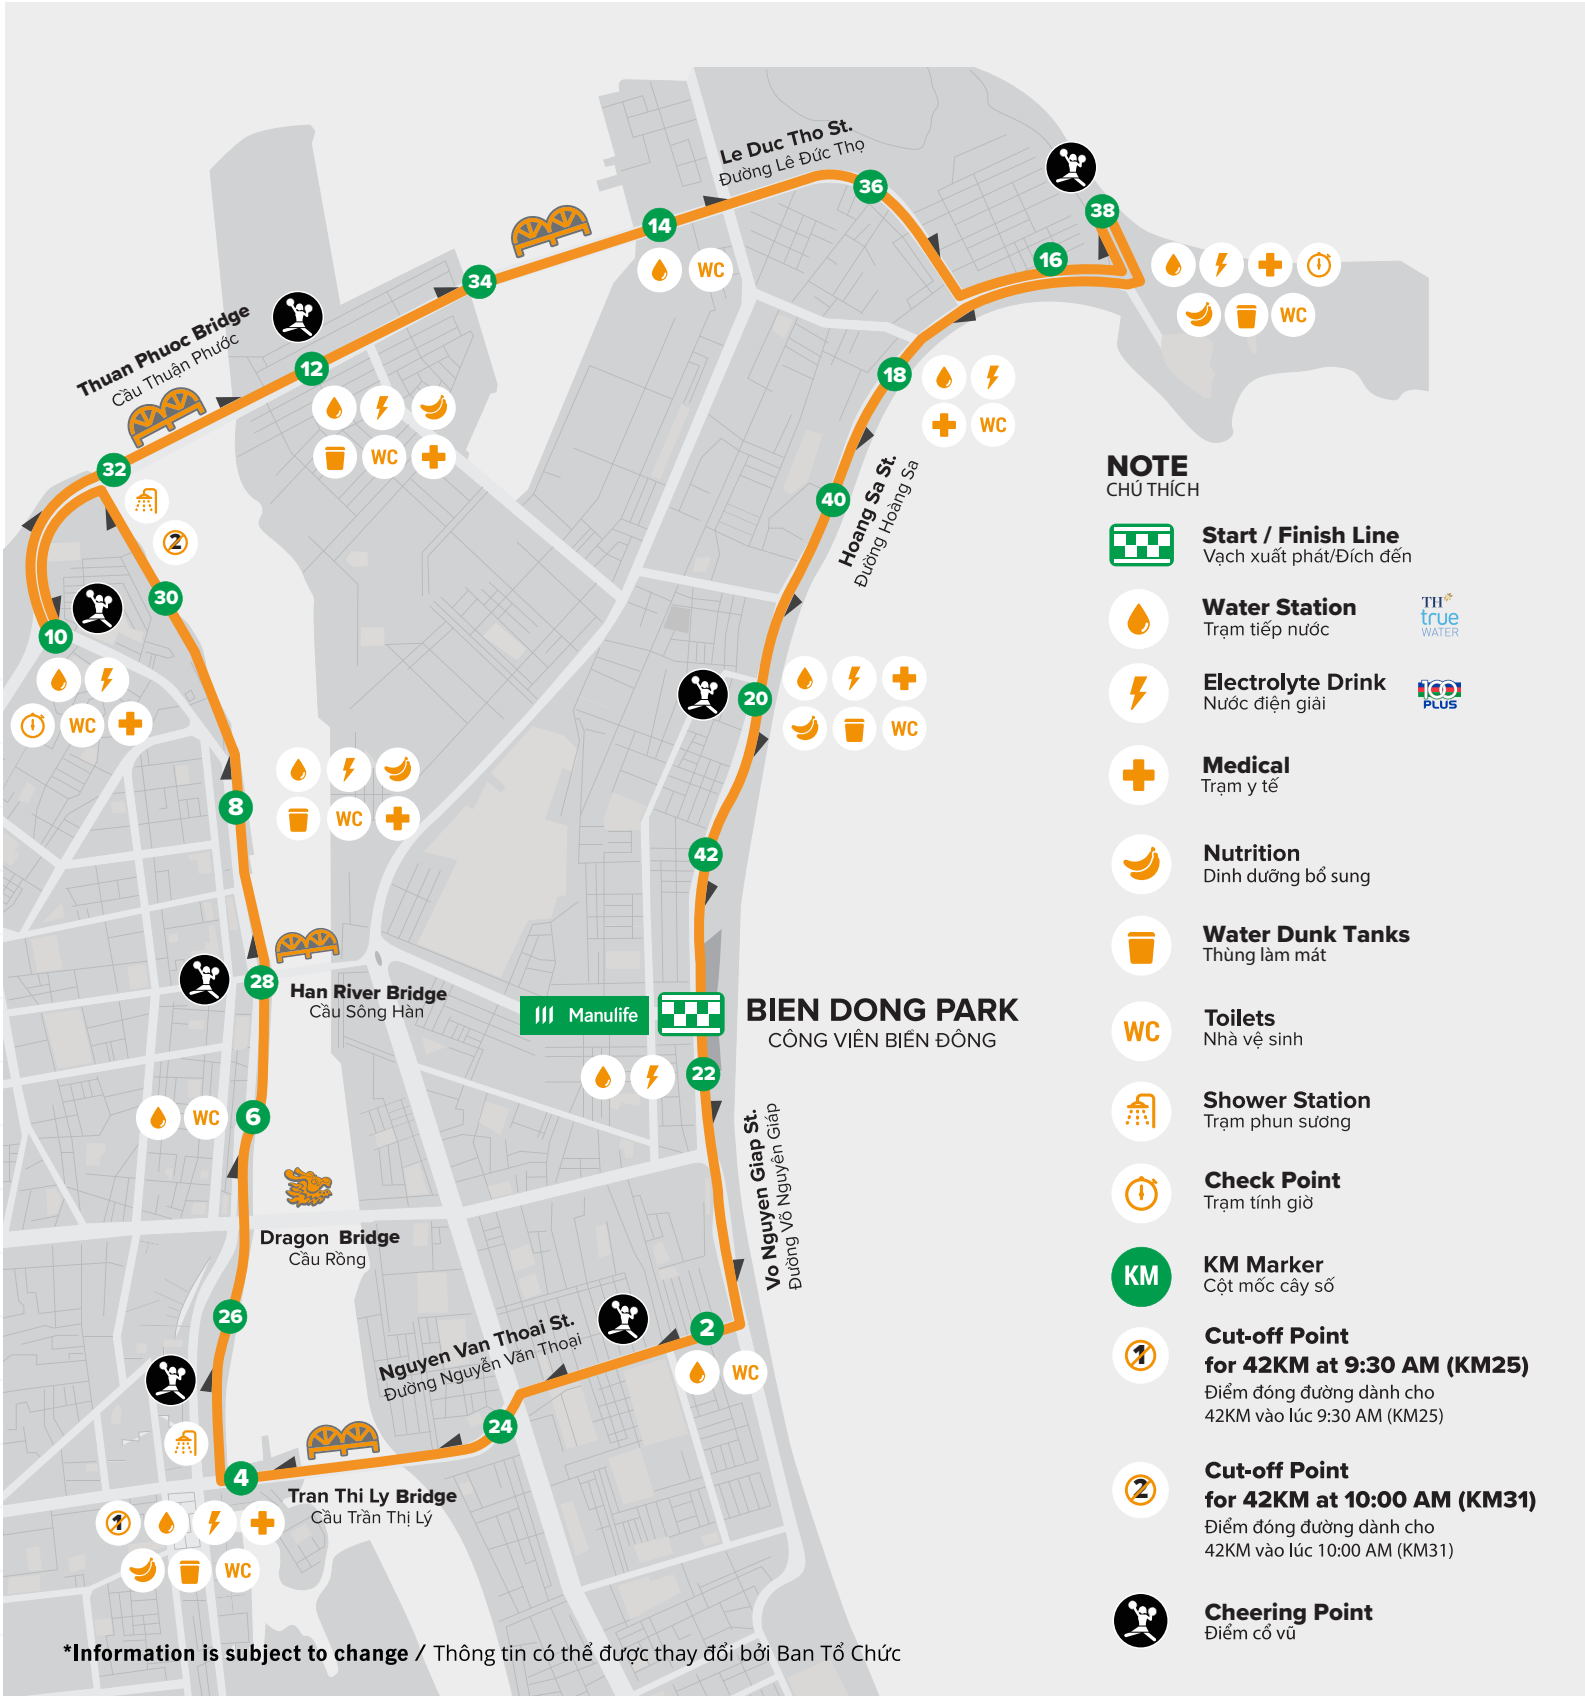 Le Duc Tho St.
Đường Lê Đức Thọ
36
38
14
WC
16
WC
34
Thuan Phuoc Bridge
Cầu Thuận Phước
12
WC
18
WC
32
2
40
Hoang Sa St.
Đường Hoàng Sa
30
10
WC
20
WC
8
WC
42
28
Han River Bridge
Cầu Sông Hàn
Manulife
BIEN DONG PARK
CÔNG VIÊN BIỂN ĐÔNG
22
6
WC
Vo Nguyen Giap St.
Đường Võ Nguyên Giáp
Dragon Bridge
Cầu Rồng
26
Nguyen Van Thoai St.
Đường Nguyễn Văn Thoại
2
WC
24
4
Tran Thi Ly Bridge
Cầu Trần Thị Lý
1
WC
NOTE
CHÚ THÍCH
Start / Finish Line
Vạch xuất phát/Đích đến
Water Station
Trạm tiếp nước
TH
true
WATER
Electrolyte Drink
Nước điện giải
100
PLUS
Medical
Trạm y tế
Nutrition
Dinh dưỡng bổ sung
Water Dunk Tanks
Thùng làm mát
WC
Toilets
Nhà vệ sinh
Shower Station
Trạm phun sương
Check Point
Trạm tính giờ
KM
KM Marker
Cột mốc cây số
1
Cut-off Point
for 42KM at 9:30 AM (KM25)
Điểm đóng đường dành cho
42KM vào lúc 9:30 AM (KM25)
2
Cut-off Point
for 42KM at 10:00 AM (KM31)
Điểm đóng đường dành cho
42KM vào lúc 10:00 AM (KM31)
Cheering Point
Điểm cổ vũ
*Information is subject to change / Thông tin có thể được thay đổi bởi Ban Tổ Chức